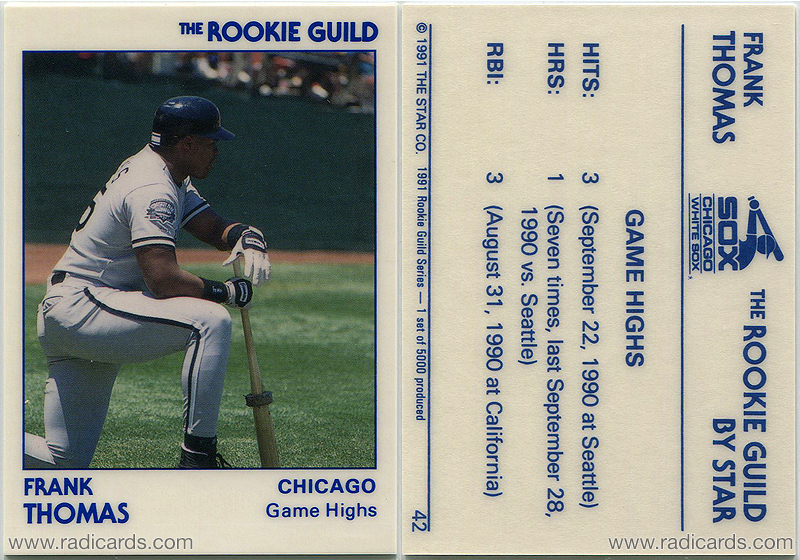 THE ROOKIE GUILD
FRANK
THOMAS
CHICAGO
Game Highs
www.radicards.com
FRANK
THOMAS
SOX
CHICAGO
WHITE SOX
THE ROOKIE GUILD
BY STAR
GAME HIGHS
HITS: 3 (September 22, 1990 at Seattle)
HRS: 1 (Seven times, last September 28,
1990 vs. Seattle)
RBI: 3 (August 31, 1990 at California)
© 1991 THE STAR CO. 1991 Rookie Guild Series — 1 set of 5000 produced 42
www.radicards.com